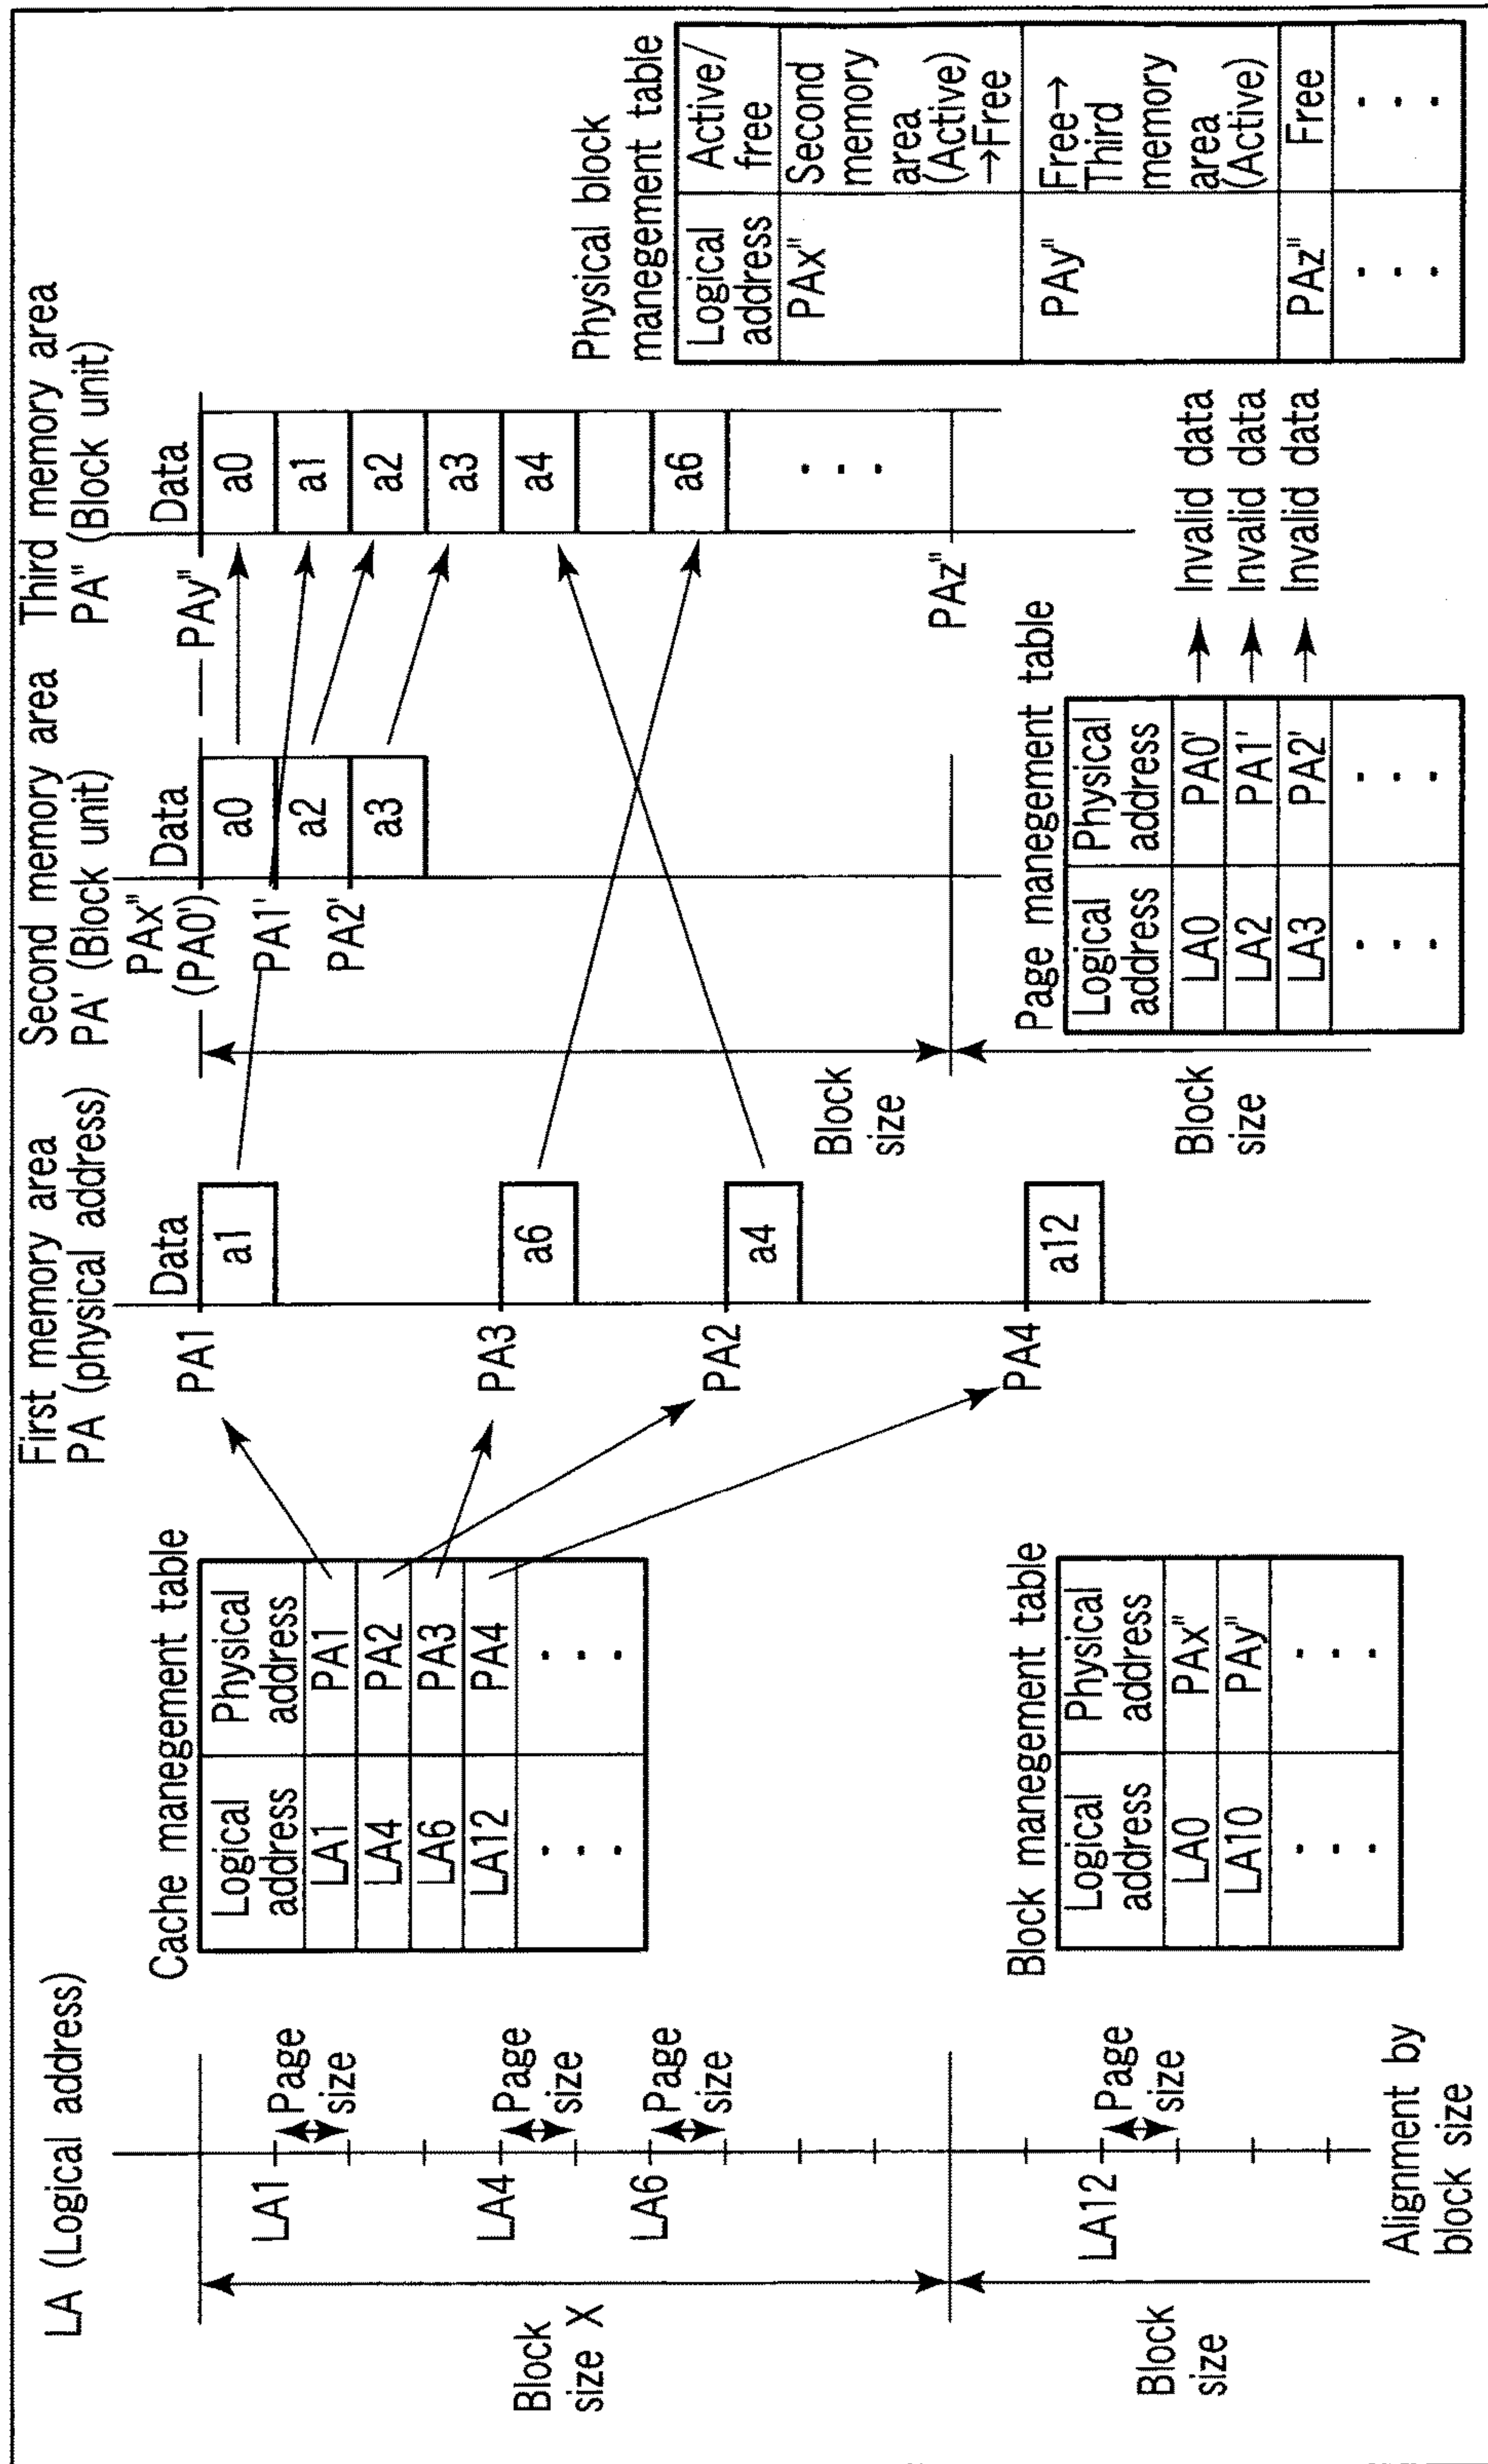 LA (Logical address)
LA1
Page
size
LA4
Page
size
LA6
Page
size
LA12
Page
size
Block
size X
Block
size
Alignment by
block size
Cache manegement table
Logical
address
Physical
address
LA1 PA1
LA4 PA2
LA6 PA3
LA12 PA4
Block manegement table
Logical
address
Physical
address
LA0 PAx"
LA10 PAy"
First memory area
PA (physical address)
Data
PA1
a1
PA3
a6
PA2
a4
PA4
a12
Second memory area
PA' (Block unit)
Data
PAx"
(PA0')
PA1'
PA2'
a0
a2
a3
Block
size
Block
size
Third memory area
PA" (Block unit)
Data
PAy"
a0
a1
a2
a3
a4
a6
PAz"
Page manegement table
Logical
address
Physical
address
LA0 PA0' Invalid data
LA2 PA1' Invalid data
LA3 PA2' Invalid data
Physical block
manegement table
Logical
address
Active/
free
PAx" Second
memory
area
(Active)
→Free
PAy" Free→
Third
memory
area
(Active)
PAz" Free